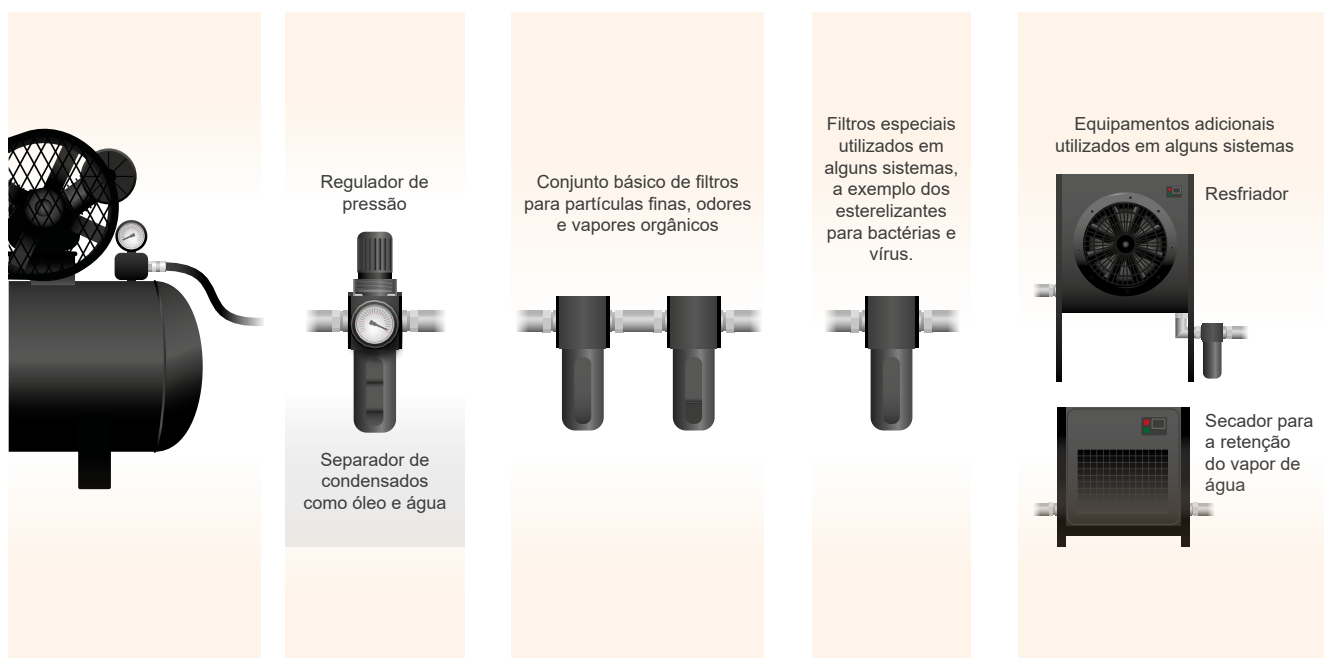 Regulador de
pressão
Separador de
condensados
como óleo e água
Conjunto básico de filtros
para partículas finas, odores
e vapores orgânicos
Filtros especiais
utilizados em
alguns sistemas,
a exemplo dos
esterelizantes
para bactérias e
vírus.
Equipamentos adicionais
utilizados em alguns sistemas
Resfriador
Secador para
a retenção
do vapor de
água